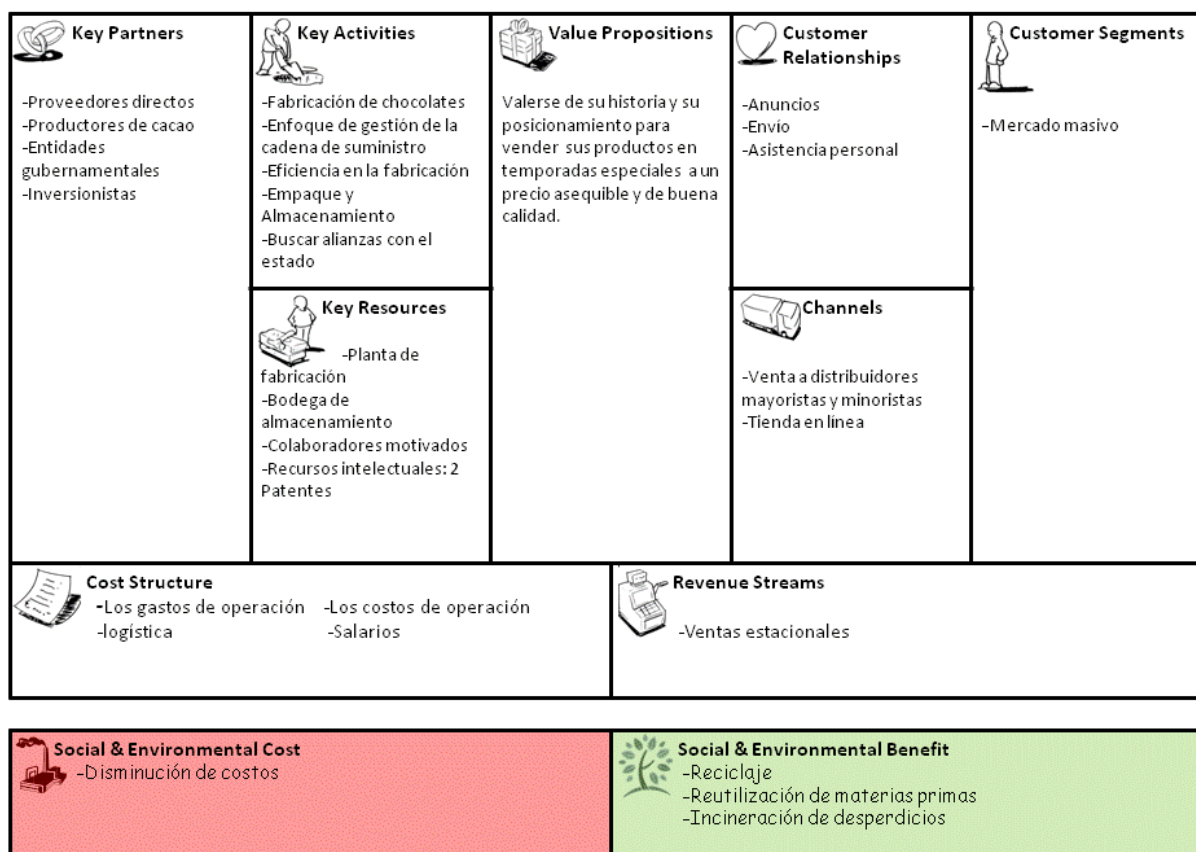 Key Partners
-Proveedores directos
-Productores de cacao
-Entidades
gubernamentales
-Inversionistas
Key Activities
-Fabricación de chocolates
-Enfoque de gestión de la
cadena de suministro
-Eficiencia en la fabricación
-Empaque y
Almacenamiento
-Buscar alianzas con el
estado
Key Resources
-Planta de
fabricación
-Bodega de
almacenamiento
-Colaboradores motivados
-Recursos intelectuales: 2
Patentes
Value Propositions
Valerse de su historia y su
posicionamiento para
vender sus productos en
temporadas especiales a un
precio asequible y de buena
calidad.
Customer
Relationships
-Anuncios
-Envío
-Asistencia personal
Channels
-Venta a distribuidores
mayoristas y minoristas
-Tienda en línea
Customer Segments
-Mercado masivo
Cost Structure
-Los gastos de operación -Los costos de operación
-logística -Salarios
Revenue Streams
-Ventas estacionales
Social & Environmental Cost
-Disminución de costos
Social & Environmental Benefit
-Reciclaje
-Reutilización de materias primas
-Incineración de desperdicios